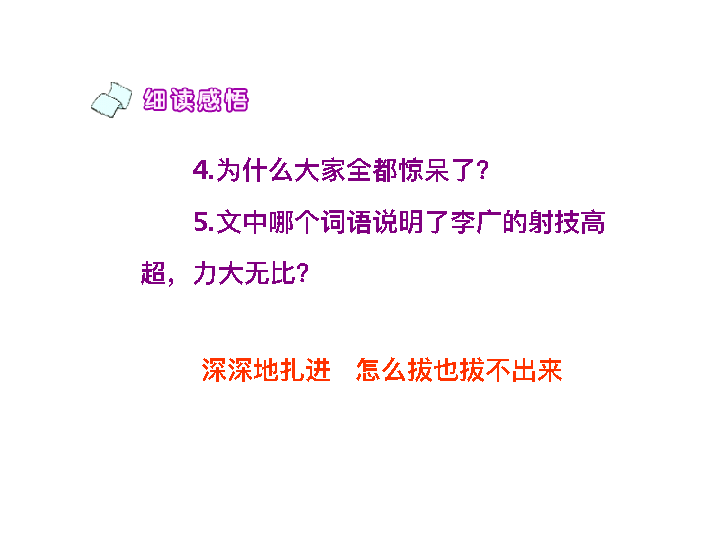 细读感悟
4.为什么大家全都惊呆了？
5.文中哪个词语说明了李广的射技高
超，力大无比？
深深地扎进　怎么拔也拔不出来